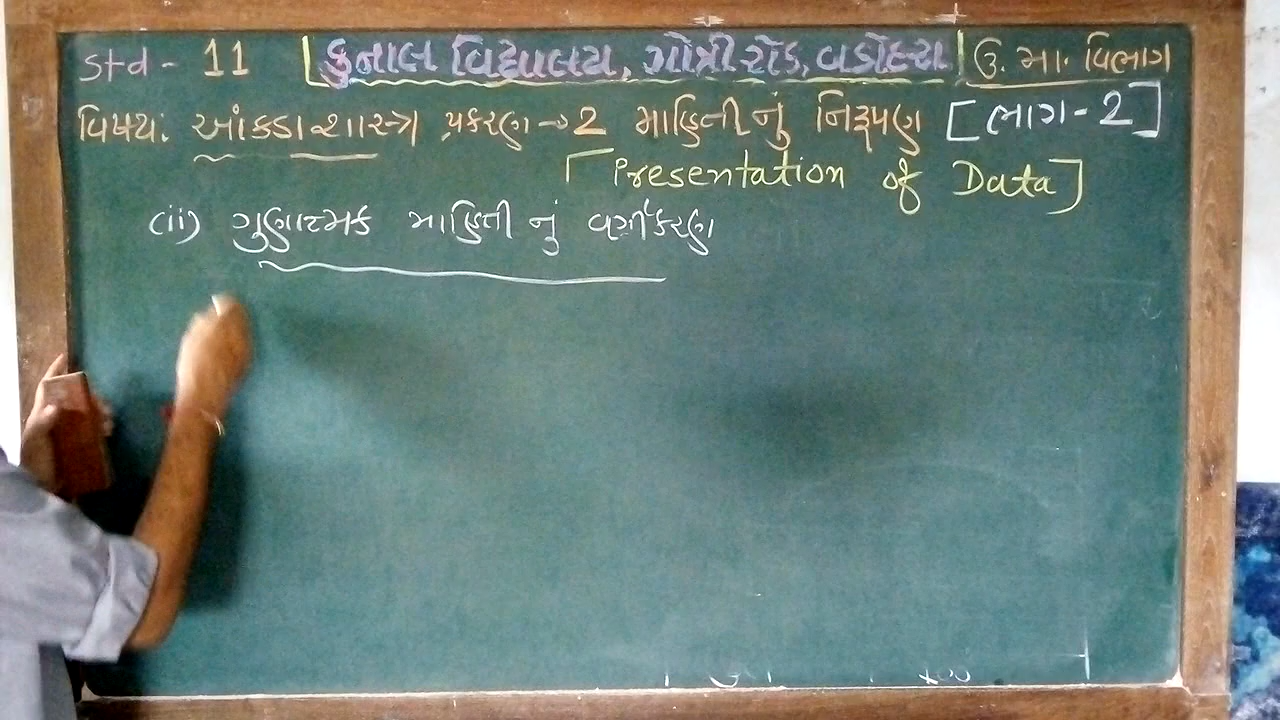 Std - 11 કુનાલ વિદ્યાલય, ગોત્રી રોડ, વડોદરા ઉ. મા. વિભાગ
વિષય: આંકડાશાસ્ત્ર પ્રકરણ → 2 માહિતી નું નિરૂપણ [ભાગ - 2]
[Presentation of Data]
(ii) ગુણાત્મક માહિતી નું વર્ગીકરણ